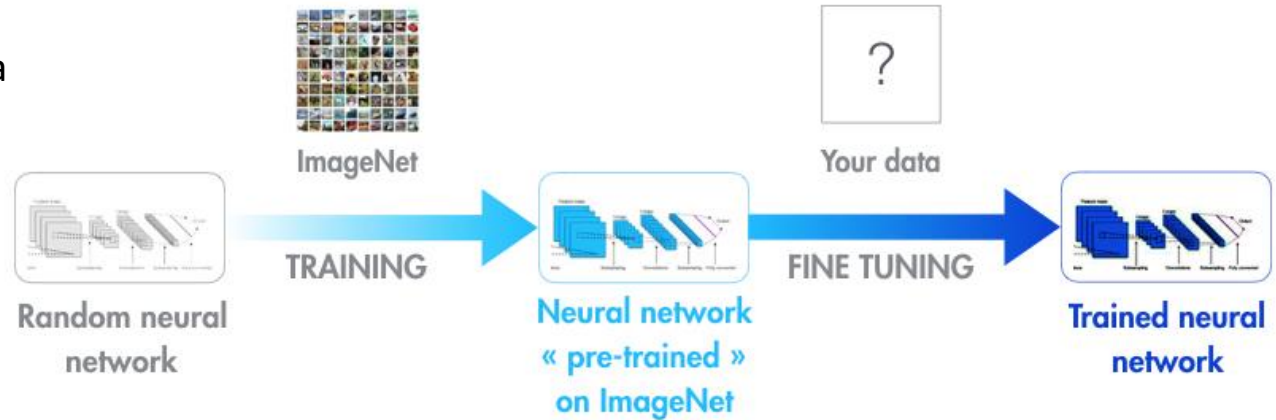 a
ImageNet
Your data
?
TRAINING
FINE TUNING
Random neural
network
Neural network
« pre-trained »
on ImageNet
Trained neural
network